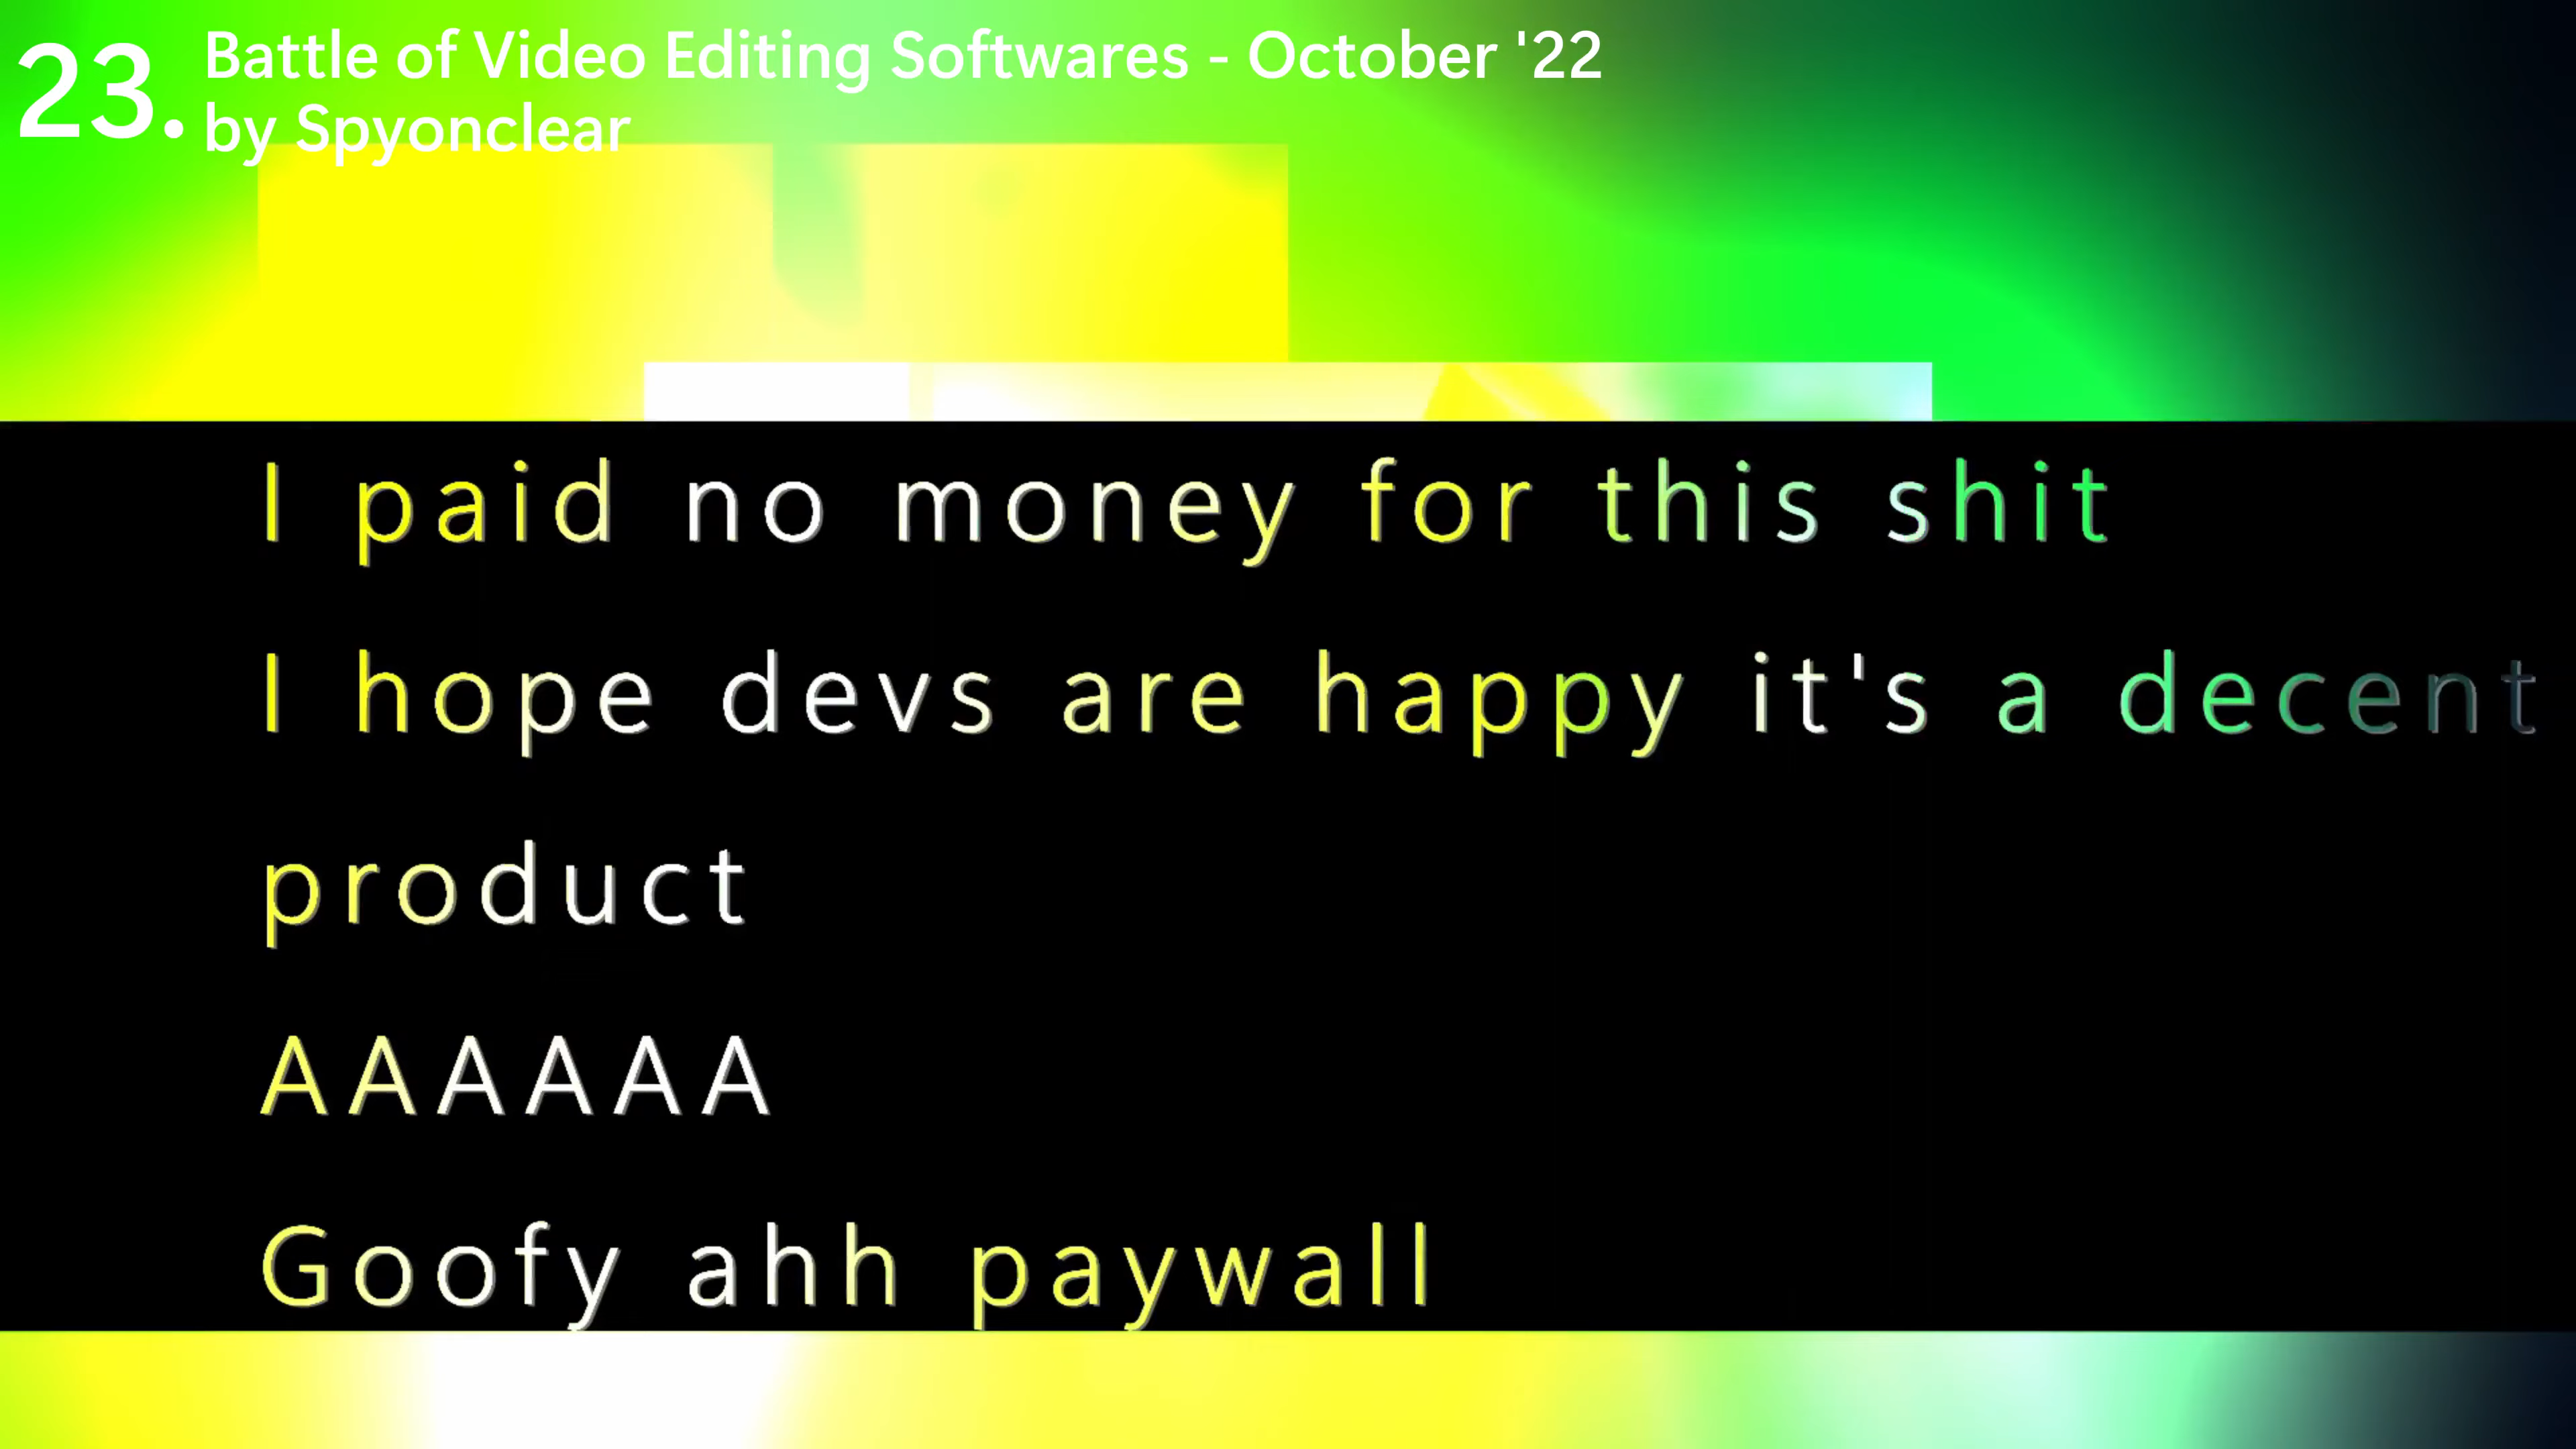 23. Battle of Video Editing Softwares - October '22
by Spyonclear
I paid no money for this shit
I hope devs are happy it's a decent
product
AAAAAA
Goofy ahh paywall